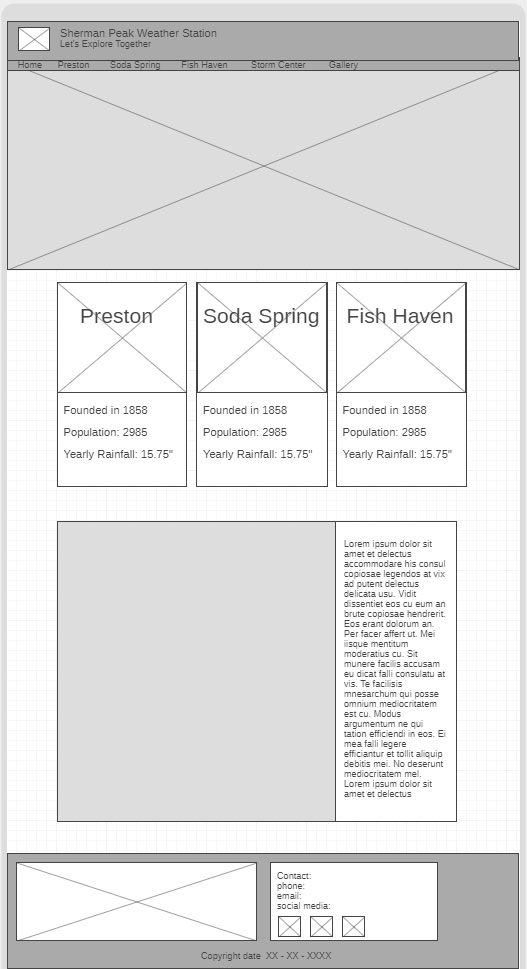 Sherman Peak Weather Station
Let's Explore Together
Home Preston Soda Spring Fish Haven Storm Center Gallery
Preston
Founded in 1858
Population: 2985
Yearly Rainfall: 15.75"
Soda Spring
Founded in 1858
Population: 2985
Yearly Rainfall: 15.75"
Fish Haven
Founded in 1858
Population: 2985
Yearly Rainfall: 15.75"
Lorem ipsum dolor sit
amet et delectus
accommodare his consul
copiosae legendos at vix
ad putent delectus
delicata usu. Vidit
dissentiet eos cu eum an
brute copiosae hendrerit.
Eos erant dolorum an.
Per facer affert ut. Mei
iisque mentitum
moderatius cu. Sit
munere facilis accusam
eu dicat falli consulatu at
vis. Te facilisis
mnesarchum qui posse
omnium mediocritatem
est cu. Modus
argumentum ne qui
tation efficiendi in eos. Ei
mea falli legere
efficiantur et tollit aliquip
debitis mei. No deserunt
mediocritatem mel.
Lorem ipsum dolor sit
amet et delectus
Contact:
phone:
email:
social media:
Copyright date XX - XX - XXXX